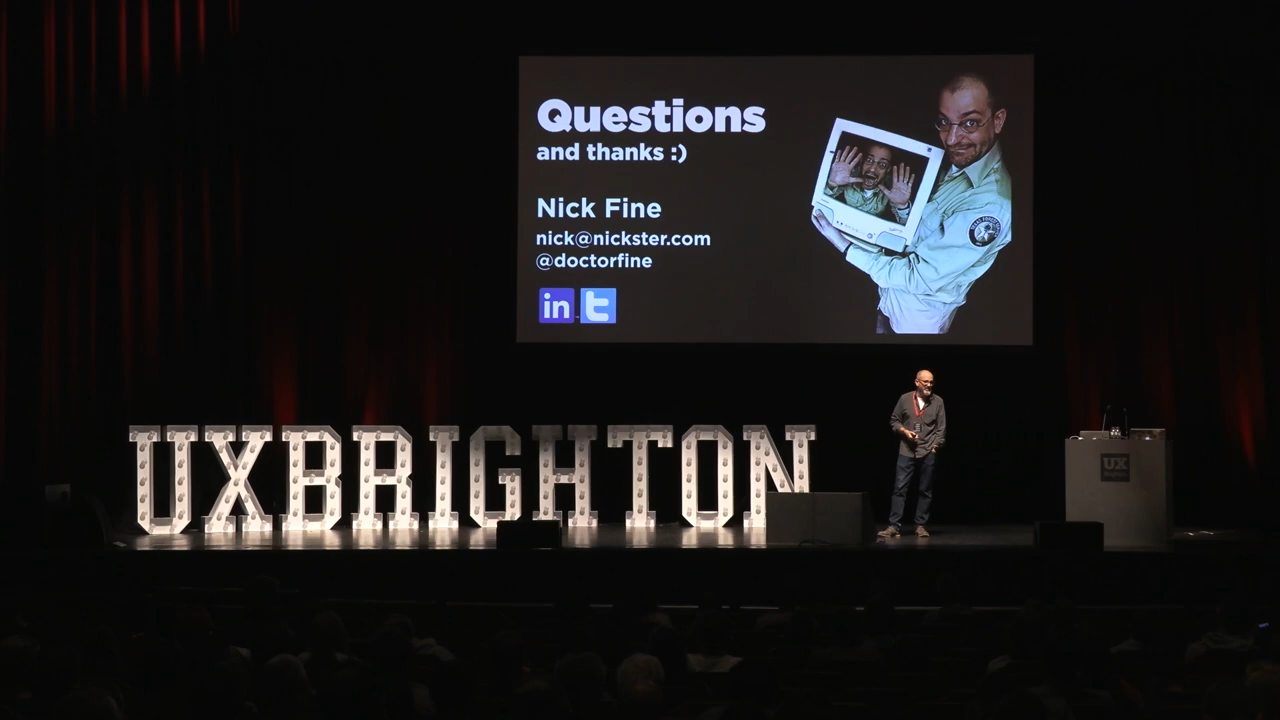 Questions
and thanks :)
Nick Fine
nick@nickster.com
@doctorfine
in
t
UXBRIGHTON
UX